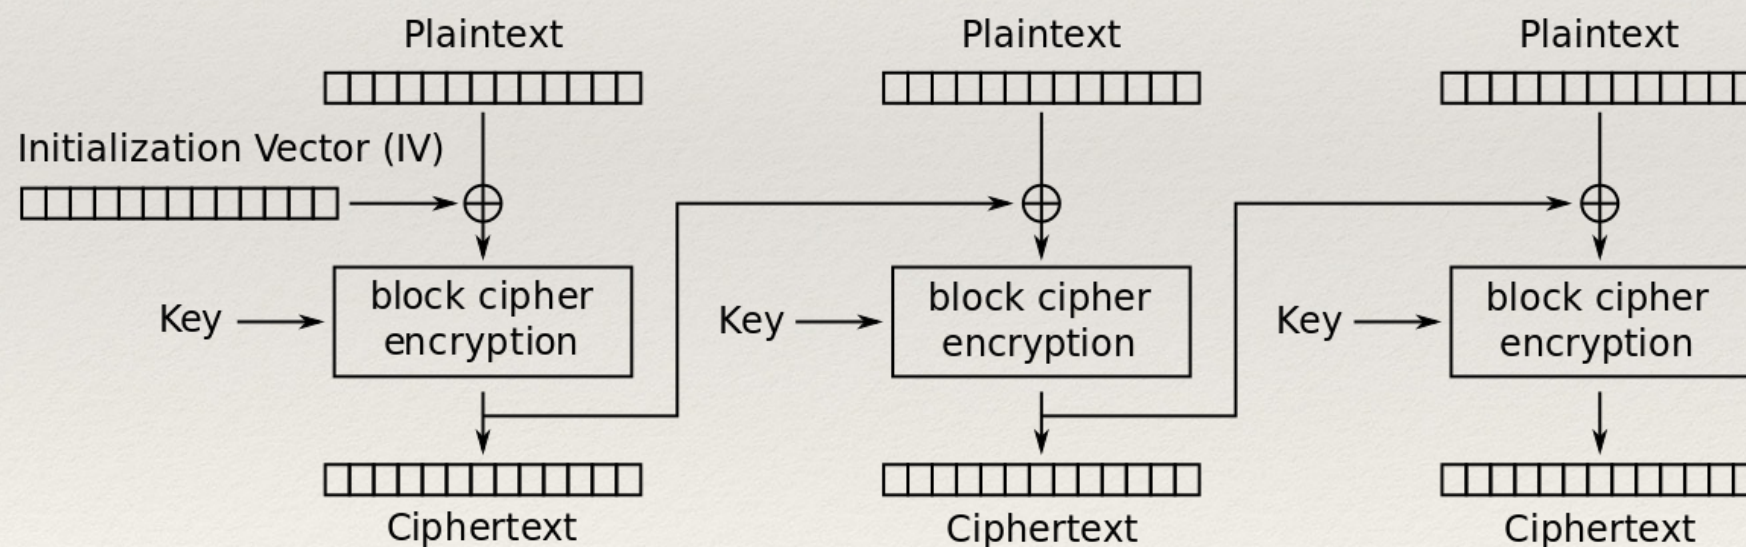 Plaintext
Plaintext
Plaintext
Initialization Vector (IV)
Key
block cipher
encryption
Key
block cipher
encryption
Key
block cipher
encryption
Ciphertext
Ciphertext
Ciphertext